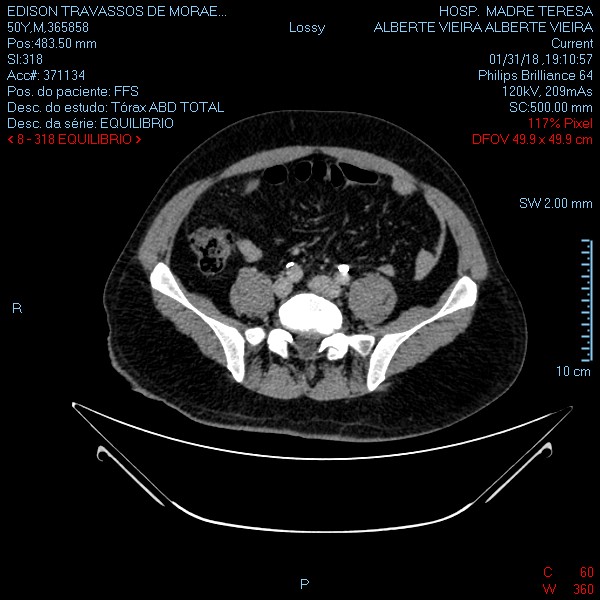 EDISON TRAVASSOS DE MORAE...
50Y,M,365858
Pos:483.50 mm
SI:318
Acc#: 371134
Pos. do paciente: FFS
Desc. do estudo: Tórax ABD TOTAL
Desc. da série: EQUILIBRIO
< 8 - 318 EQUILIBRIO >
Lossy
HOSP. MADRE TERESA
ALBERTE VIEIRA ALBERTE VIEIRA
Current
01/31/18 ,19:10:57
Philips Brilliance 64
120kV, 209mAs
SC:500.00 mm
117% Pixel
DFOV 49.9 x 49.9 cm
SW 2.00 mm
R
10 cm
P
C 60
W 360